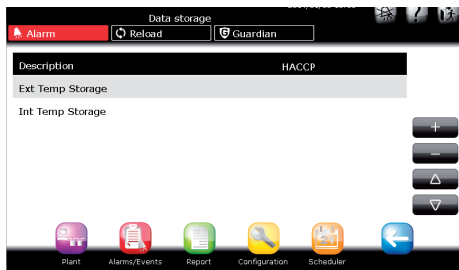 Data storage
Alarm
Reload
Guardian
Description HACCP
Ext Temp Storage
Int Temp Storage
Plant Alarms/Events Report Configuration Scheduler